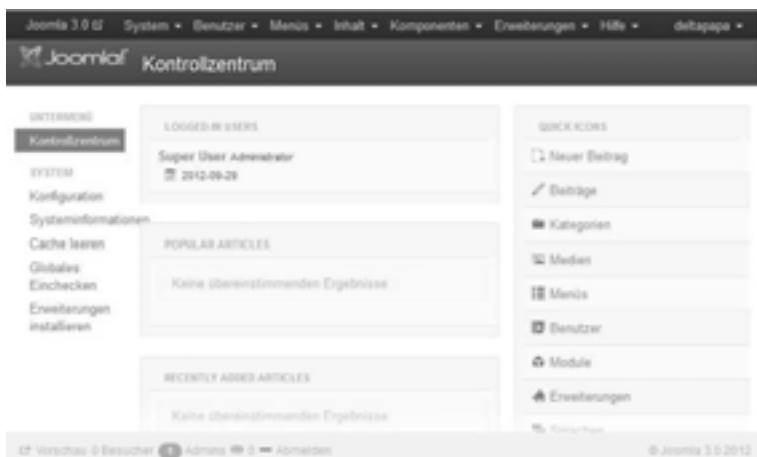 Joomla 3.0 System Benutzer Menüs Inhalt Komponenten Erweiterungen Hilfe deltapapa
Joomla! Kontrollzentrum
UNTERMENÜ
Kontrollzentrum
SYSTEM
Konfiguration
Systeminformationen
Cache leeren
Globales
Einchecken
Erweiterungen
installieren
LOGGED-IN USERS
Super User Administrator
2012-09-29
POPULAR ARTICLES
Keine übereinstimmenden Ergebnisse
RECENTLY ADDED ARTICLES
Keine übereinstimmenden Ergebnisse
QUICK ICONS
Neuer Beitrag
Beiträge
Kategorien
Medien
Menüs
Benutzer
Module
Erweiterungen
Sprachen
Vorschau 0 Besucher 1 Admins 0 Abmelden
© Joomla 3.0 2012